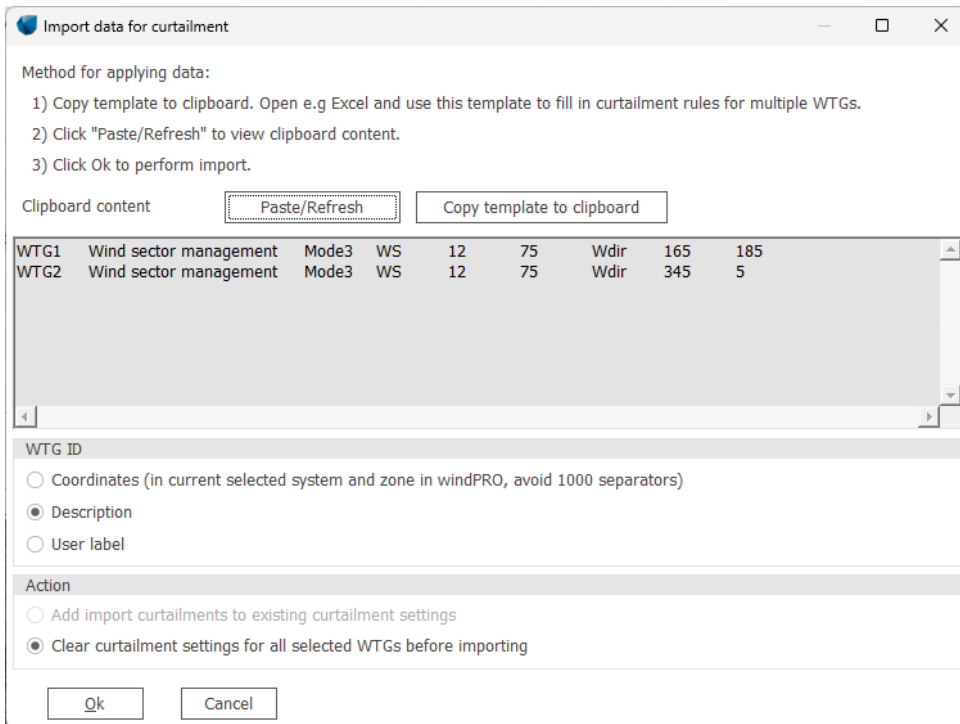 Import data for curtailment
Method for applying data:
1) Copy template to clipboard. Open e.g Excel and use this template to fill in curtailment rules for multiple WTGs.
2) Click "Paste/Refresh" to view clipboard content.
3) Click Ok to perform import.
Clipboard content Paste/Refresh Copy template to clipboard
WTG1 Wind sector management Mode3 WS 12 75 Wdir 165 185
WTG2 Wind sector management Mode3 WS 12 75 Wdir 345 5
WTG ID
Coordinates (in current selected system and zone in windPRO, avoid 1000 separators)
Description
User label
Action
Add import curtailments to existing curtailment settings
Clear curtailment settings for all selected WTGs before importing
Ok Cancel